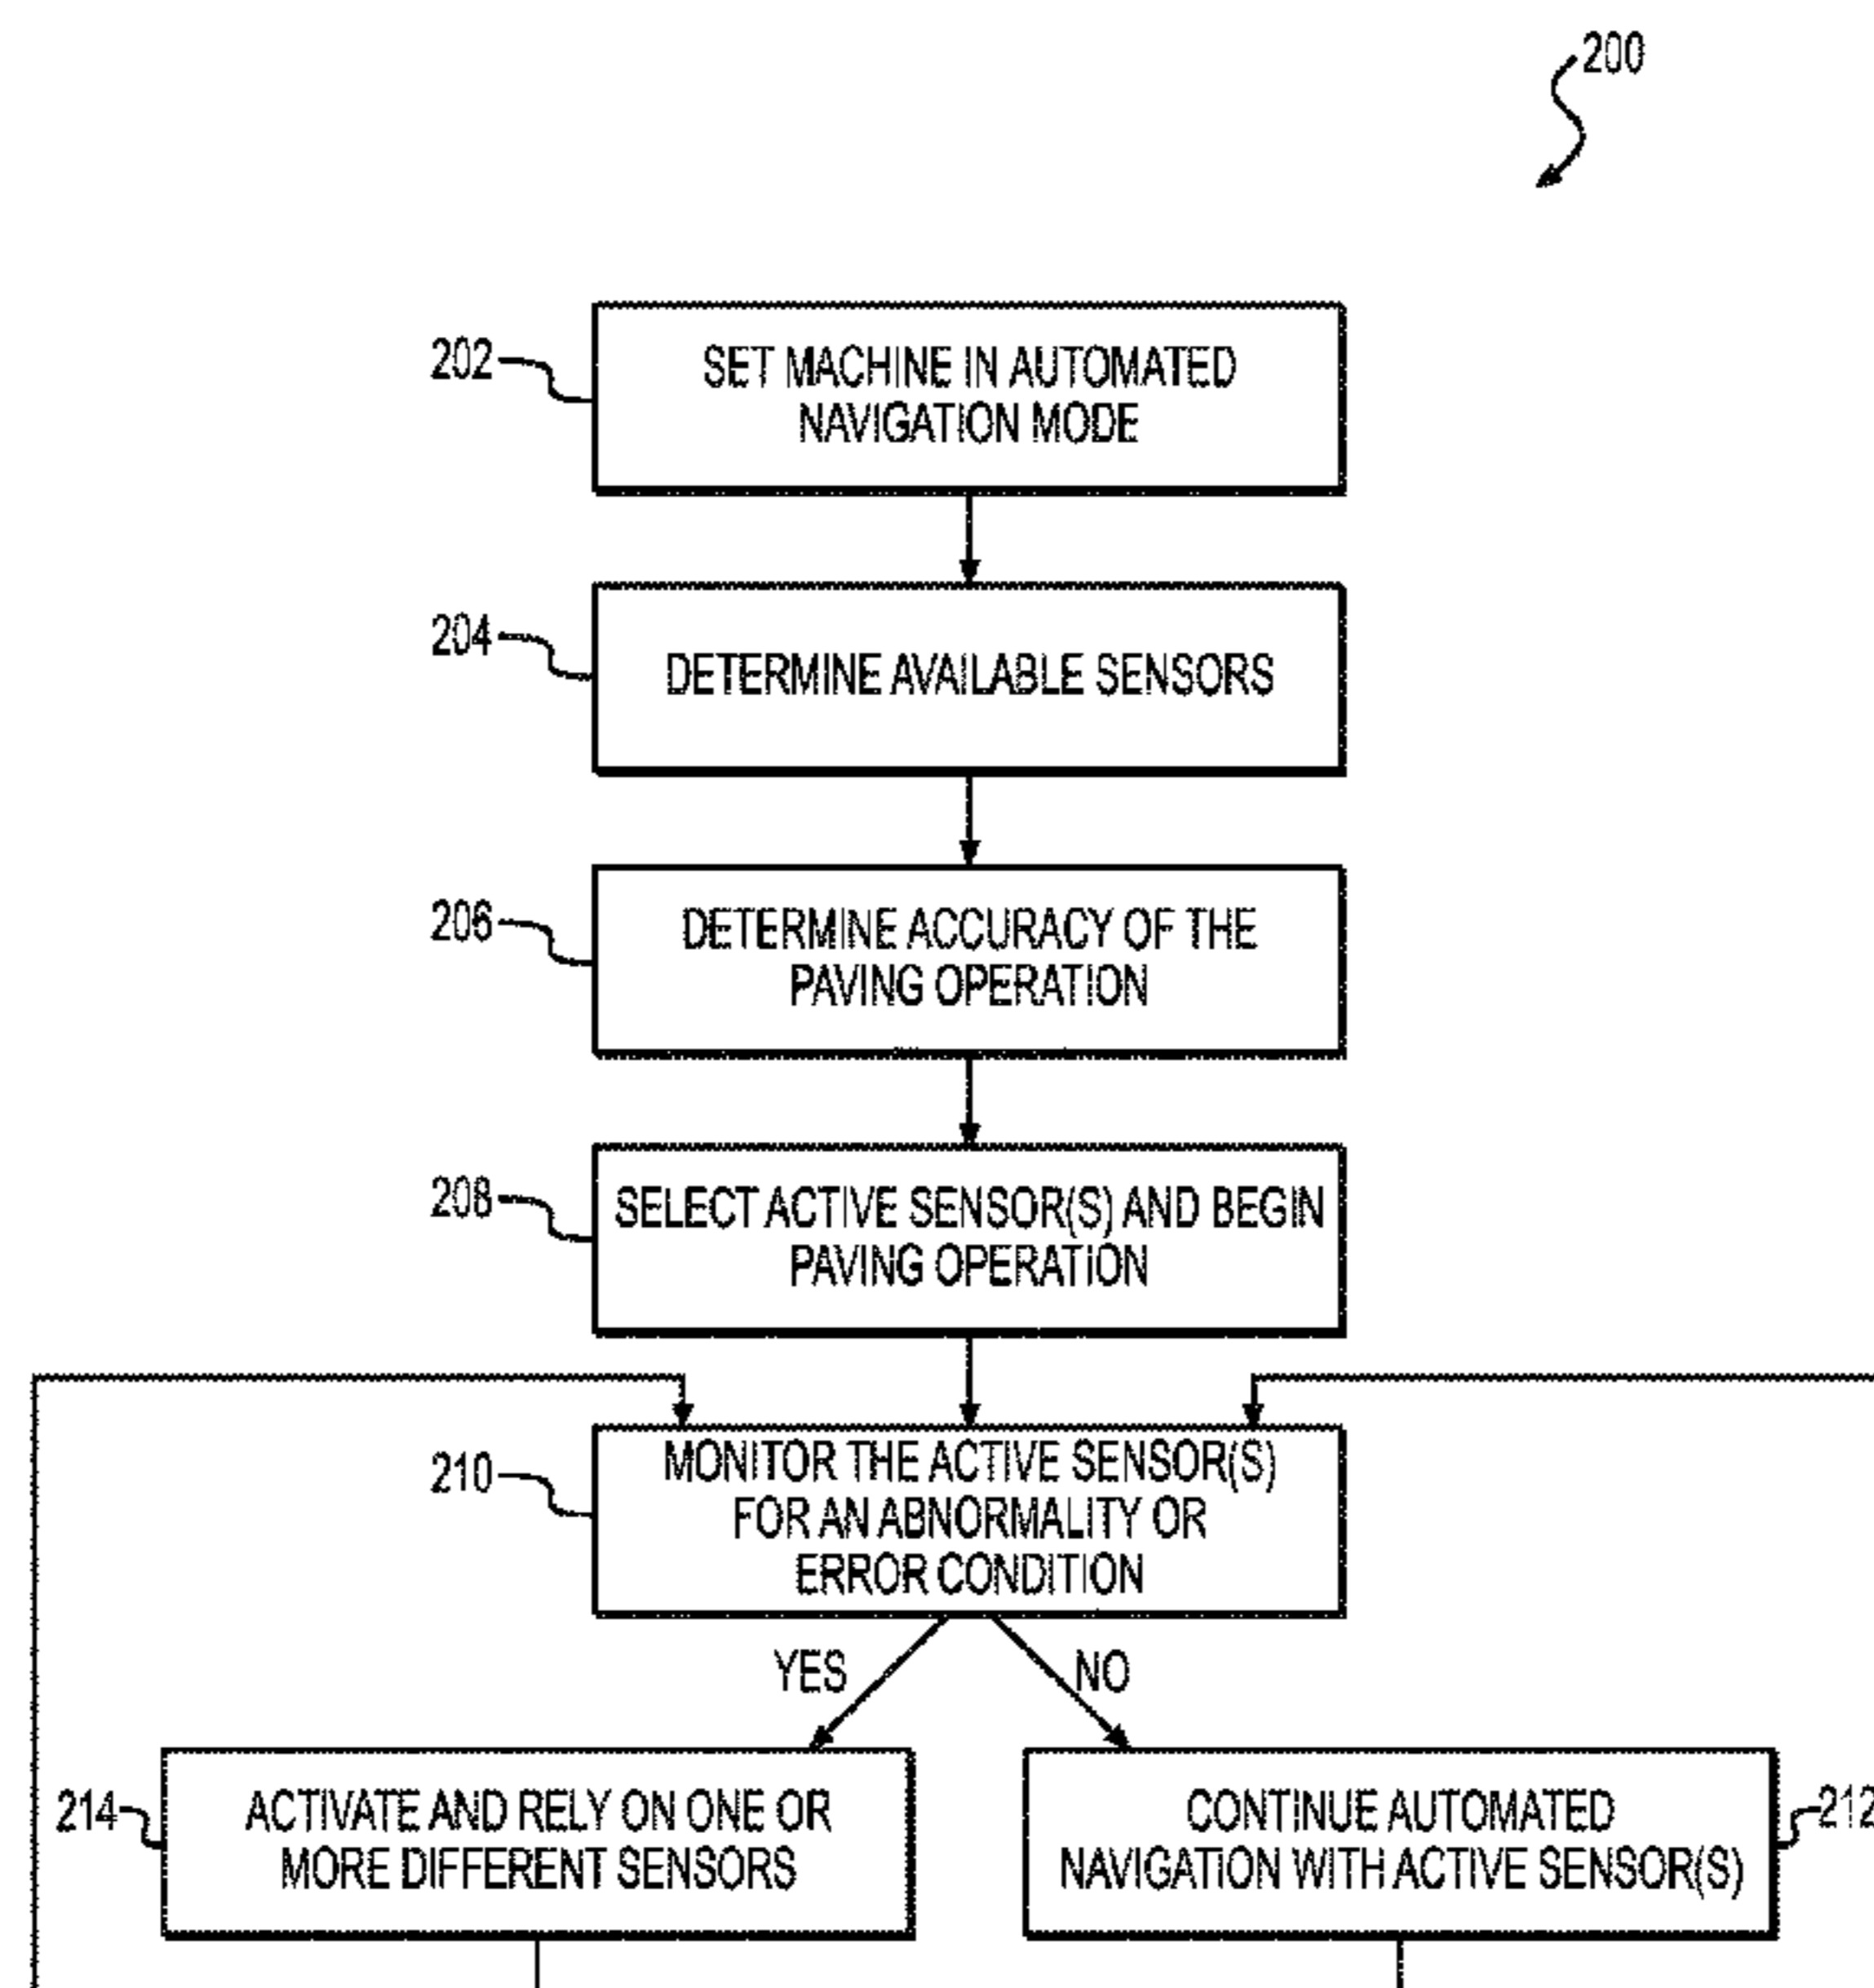 200
202
SET MACHINE IN AUTOMATED
NAVIGATION MODE
204
DETERMINE AVAILABLE SENSORS
206
DETERMINE ACCURACY OF THE
PAVING OPERATION
208
SELECT ACTIVE SENSOR(S) AND BEGIN
PAVING OPERATION
210
MONITOR THE ACTIVE SENSOR(S)
FOR AN ABNORMALITY OR
ERROR CONDITION
YES
NO
214
ACTIVATE AND RELY ON ONE OR
MORE DIFFERENT SENSORS
CONTINUE AUTOMATED
NAVIGATION WITH ACTIVE SENSOR(S)
212